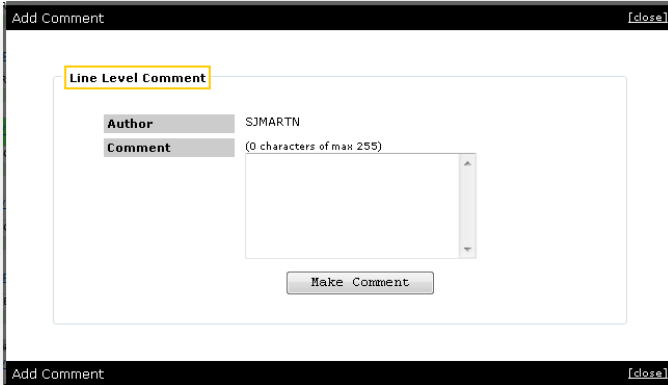 Add Comment [close]
Line Level Comment
Author SJMARTN
Comment (0 characters of max 255)
Make Comment
Add Comment [close]